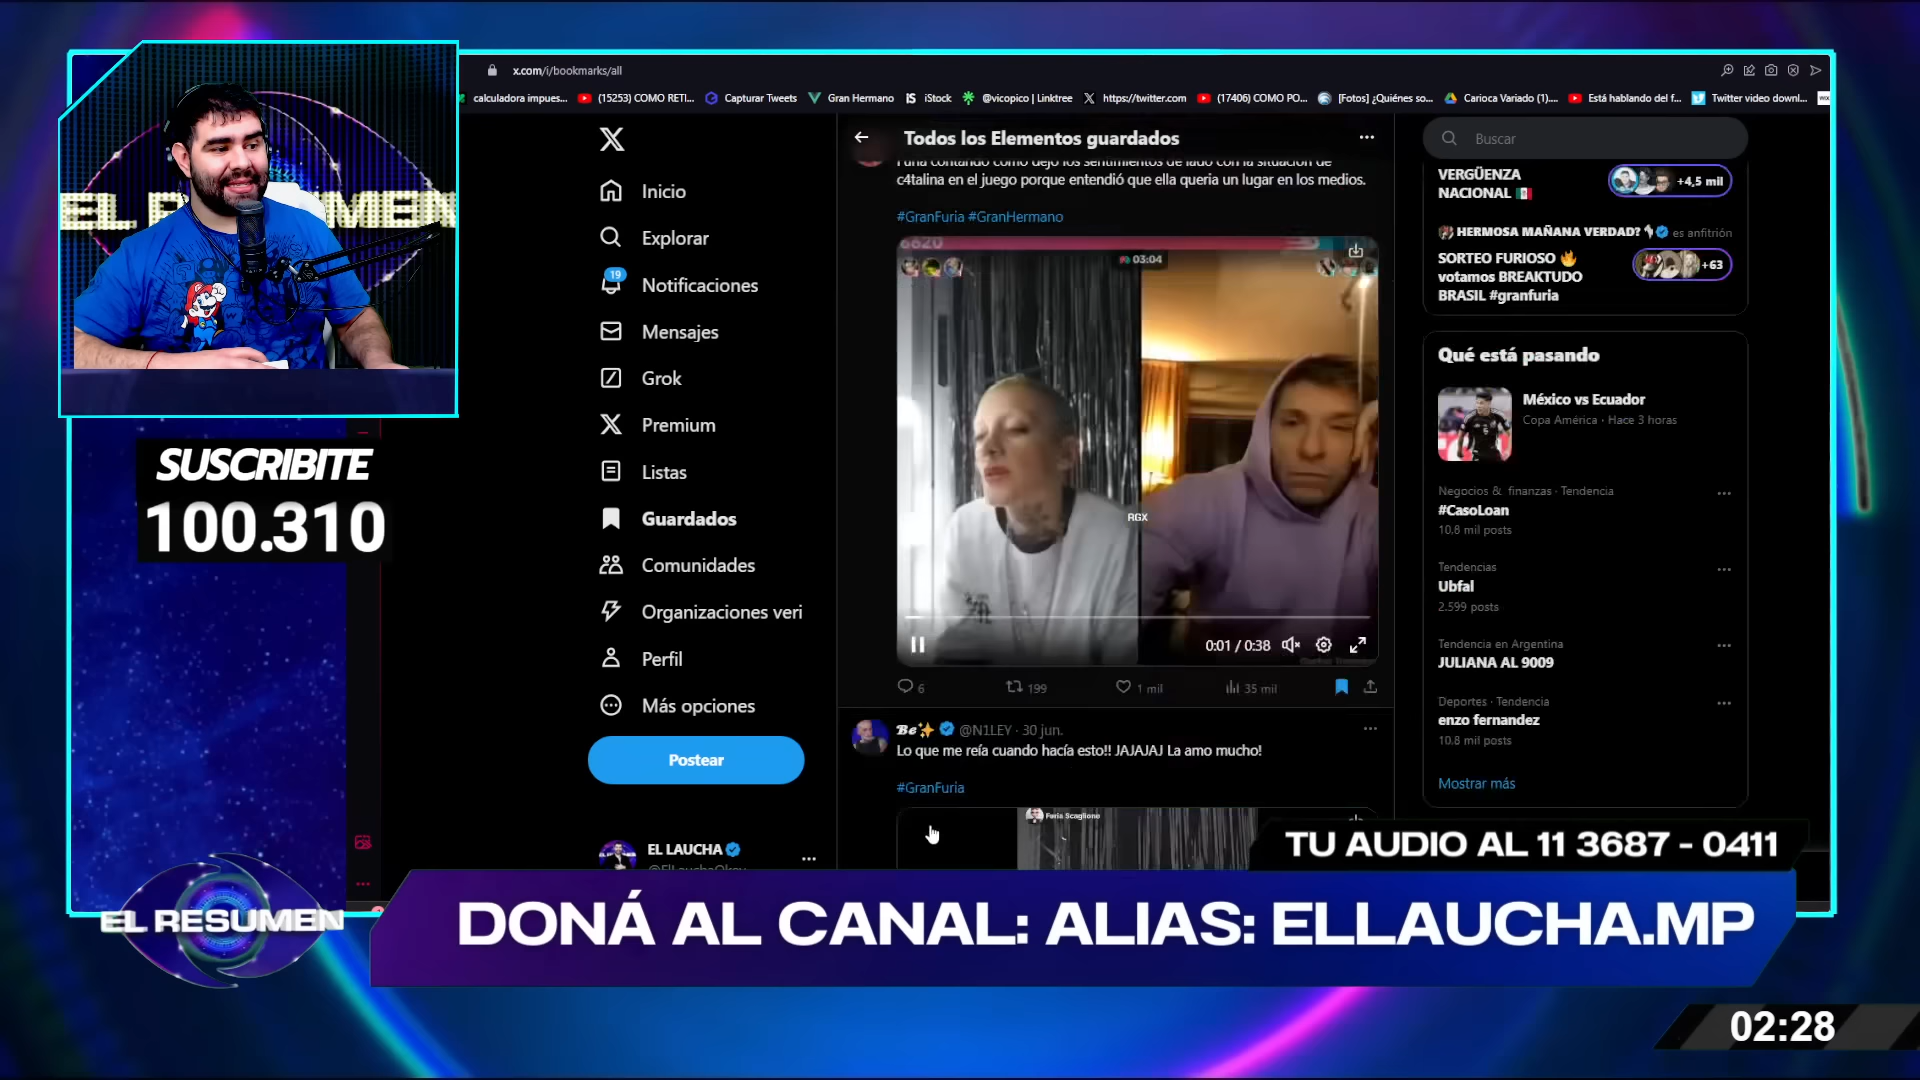 x.com/i/bookmarks/all
calculadora impues...
(15253) COMO RETI...
Capturar Tweets
Gran Hermano
iStock
@vicopico | Linktree
https://twitter.com
(17406) COMO PO...
[Fotos] ¿Quiénes so...
Carioca Variado (1)....
Está hablando del f...
Twitter video downl...
EL RESUMEN
SUSCRIBITE
100.310
Inicio
Explorar
19
Notificaciones
Mensajes
Grok
Premium
Listas
Guardados
Comunidades
Organizaciones veri
Perfil
Más opciones
Postear
EL LAUCHA
Todos los Elementos guardados
c4talina en el juego porque entendió que ella queria un lugar en los medios.
#GranFuria #GranHermano
6820
03:04
RGX
0:01 / 0:38
6
199
1 mil
35 mil
Be @N1LEY · 30 jun.
Lo que me reía cuando hacía esto!! JAJAJAJ La amo mucho!
#GranFuria
Furia Scaglione
Buscar
VERGÜENZA
NACIONAL
+4,5 mil
HERMOSA MAÑANA VERDAD? es anfitrión
SORTEO FURIOSO
votamos BREAKTUDO
BRASIL #granfuria
+63
Qué está pasando
México vs Ecuador
Copa América · Hace 3 horas
Negocios & finanzas · Tendencia
#CasoLoan
10,8 mil posts
Tendencias
Ubfal
2.599 posts
Tendencia en Argentina
JULIANA AL 9009
Deportes · Tendencia
enzo fernandez
10,8 mil posts
Mostrar más
TU AUDIO AL 11 3687 - 0411
EL RESUMEN
DONÁ AL CANAL: ALIAS: ELLAUCHA.MP
02:28